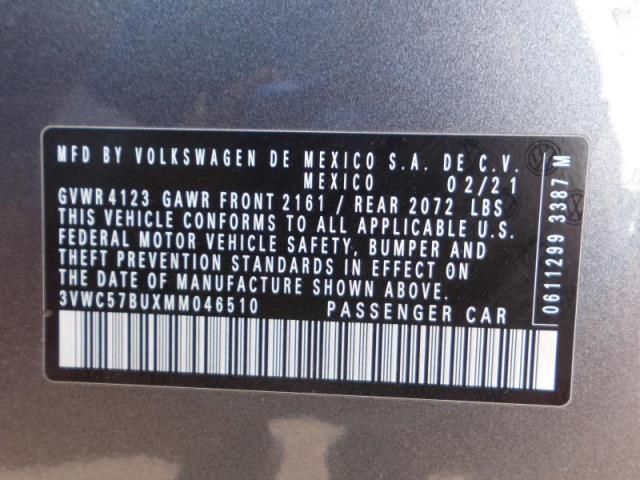 MFD BY VOLKSWAGEN DE MEXICO S.A. DE C.V.
MEXICO 02/21
GVWR 4123 GAWR FRONT 2161 / REAR 2072 LBS
THIS VEHICLE CONFORMS TO ALL APPLICABLE U.S.
FEDERAL MOTOR VEHICLE SAFETY, BUMPER AND
THEFT PREVENTION STANDARDS IN EFFECT ON
THE DATE OF MANUFACTURE SHOWN ABOVE.
3VWC57BUXMM046510 PASSENGER CAR
0611299 3387 M